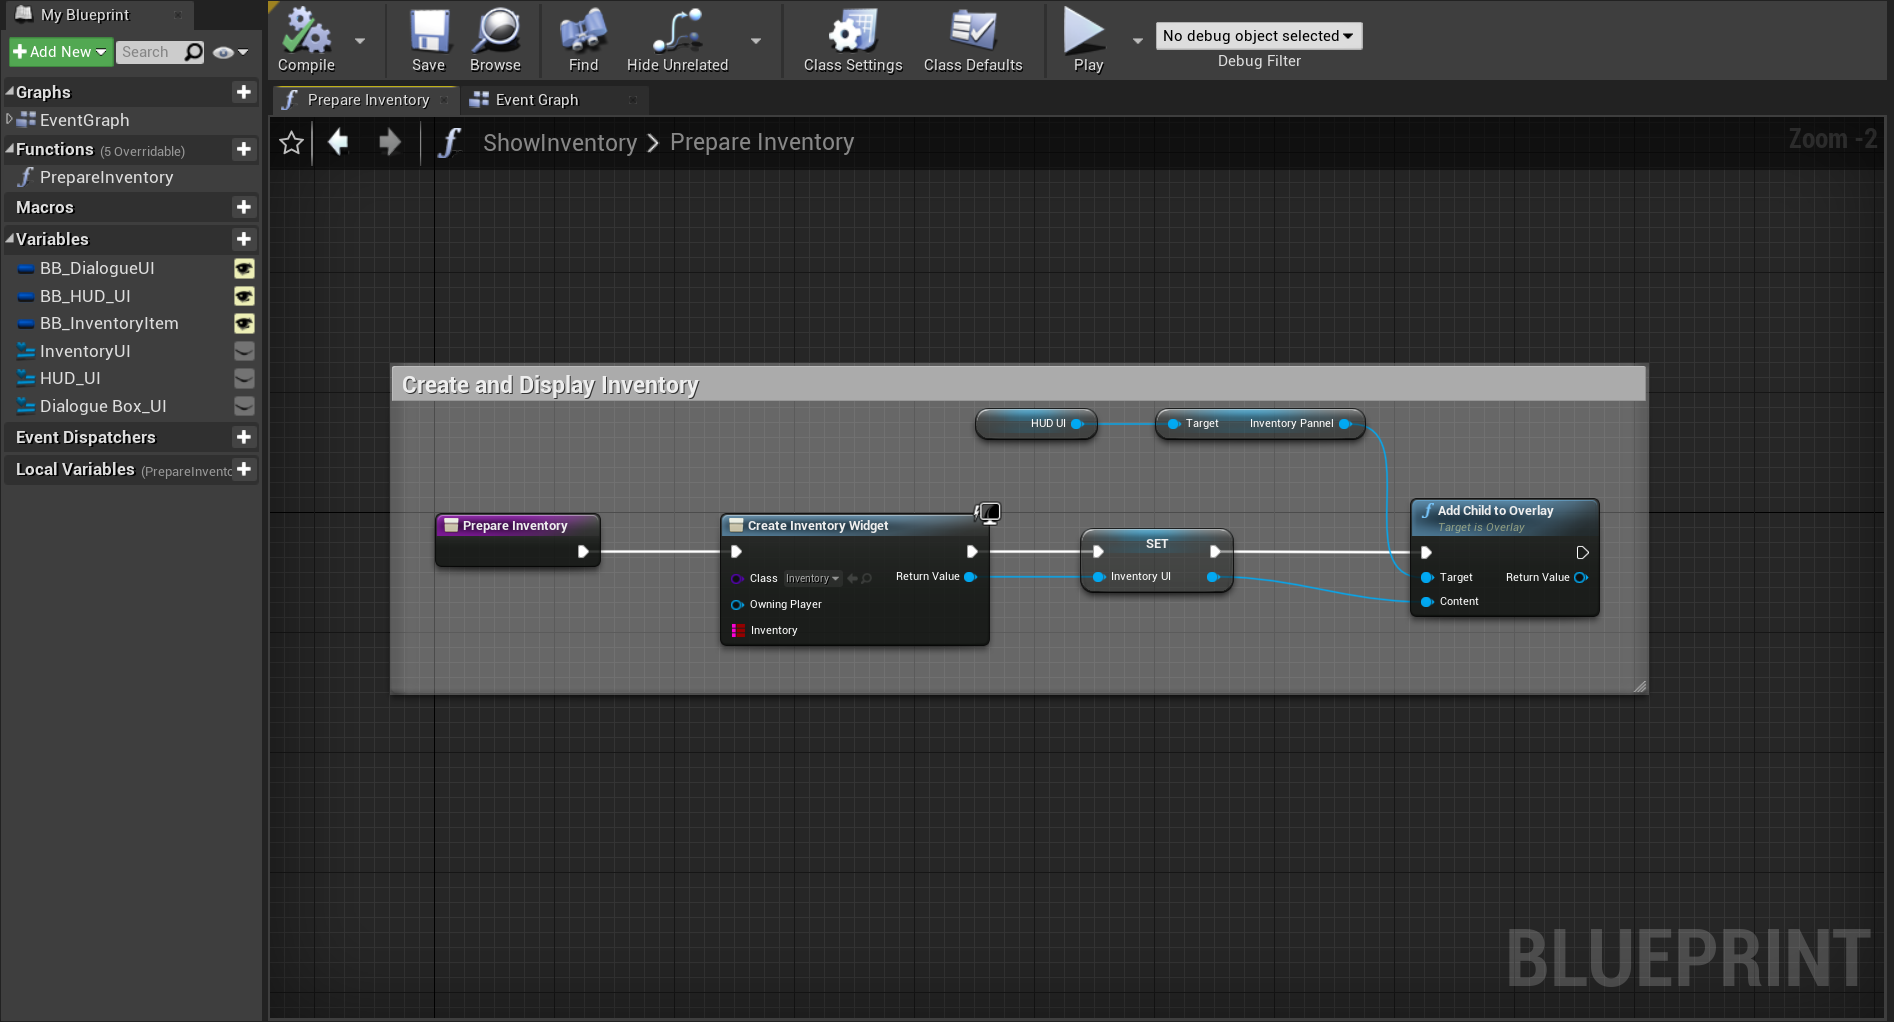 My Blueprint
Add New
Search
Graphs
EventGraph
Functions (5 Overridable)
PrepareInventory
Macros
Variables
BB_DialogueUI
BB_HUD_UI
BB_InventoryItem
InventoryUI
HUD_UI
Dialogue Box_UI
Event Dispatchers
Local Variables (PrepareInvento
Compile
Save
Browse
Find
Hide Unrelated
Class Settings
Class Defaults
Play
No debug object selected
Debug Filter
Prepare Inventory
Event Graph
ShowInventory > Prepare Inventory
Zoom -2
Create and Display Inventory
HUD UI
Target Inventory Pannel
Prepare Inventory
Create Inventory Widget
Class Inventory
Return Value
Owning Player
Inventory
SET
Inventory UI
Add Child to Overlay
Target is Overlay
Target Return Value
Content
BLUEPRINT